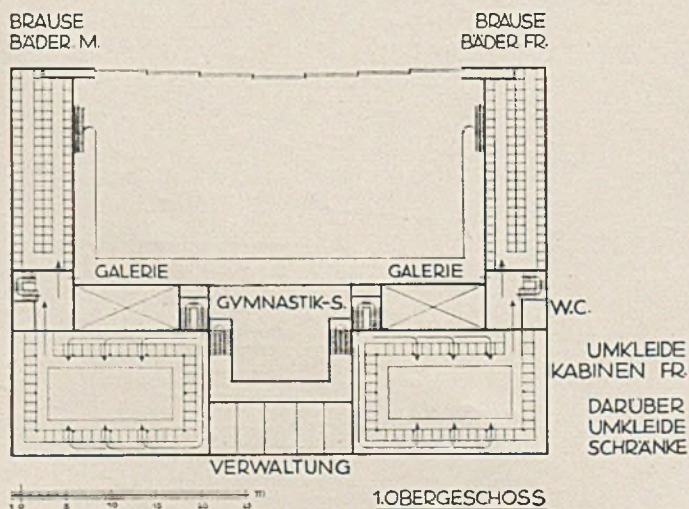 BRAUSE
BÄDER M.
BRAUSE
BÄDER FR.
GALERIE
GALERIE
GYMNASTIK-S.
W.C.
UMKLEIDE
KABINEN FR.
DARÜBER
UMKLEIDE
SCHRÄNKE
VERWALTUNG
1.OBERGESCHOSS